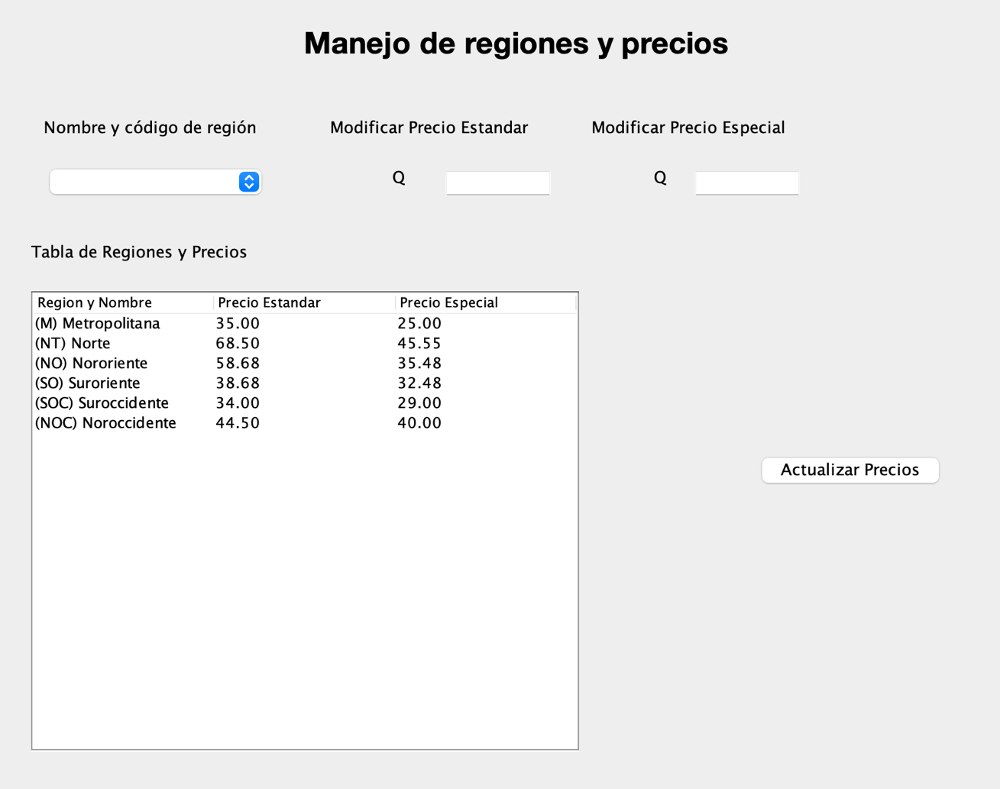 Manejo de regiones y precios
Nombre y código de región
Modificar Precio Estandar
Modificar Precio Especial
Q
Q
Tabla de Regiones y Precios
Region y Nombre Precio Estandar Precio Especial
(M) Metropolitana 35.00 25.00
(NT) Norte 68.50 45.55
(NO) Nororiente 58.68 35.48
(SO) Suroriente 38.68 32.48
(SOC) Suroccidente 34.00 29.00
(NOC) Noroccidente 44.50 40.00
Actualizar Precios